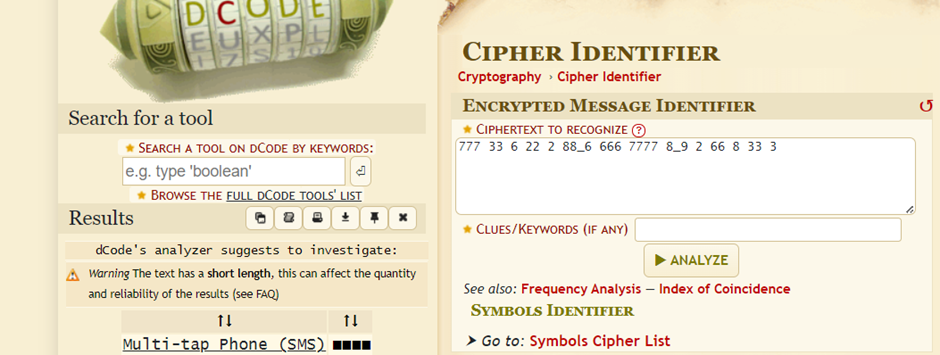 DCODE
EUXPL
Search for a tool
SEARCH A TOOL ON DCODE BY KEYWORDS:
e.g. type 'boolean'
BROWSE THE FULL DCODE TOOLS' LIST
Results
dCode's analyzer suggests to investigate:
Warning The text has a short length, this can affect the quantity
and reliability of the results (see FAQ)
↑↓ ↑↓
Multi-tap Phone (SMS) ■■■■
CIPHER IDENTIFIER
Cryptography › Cipher Identifier
ENCRYPTED MESSAGE IDENTIFIER
CIPHERTEXT TO RECOGNIZE ?
777 33 6 22 2 88_6 666 7777 8_9 2 66 8 33 3
CLUES/KEYWORDS (IF ANY)
▶ ANALYZE
See also: Frequency Analysis — Index of Coincidence
SYMBOLS IDENTIFIER
➤ Go to: Symbols Cipher List